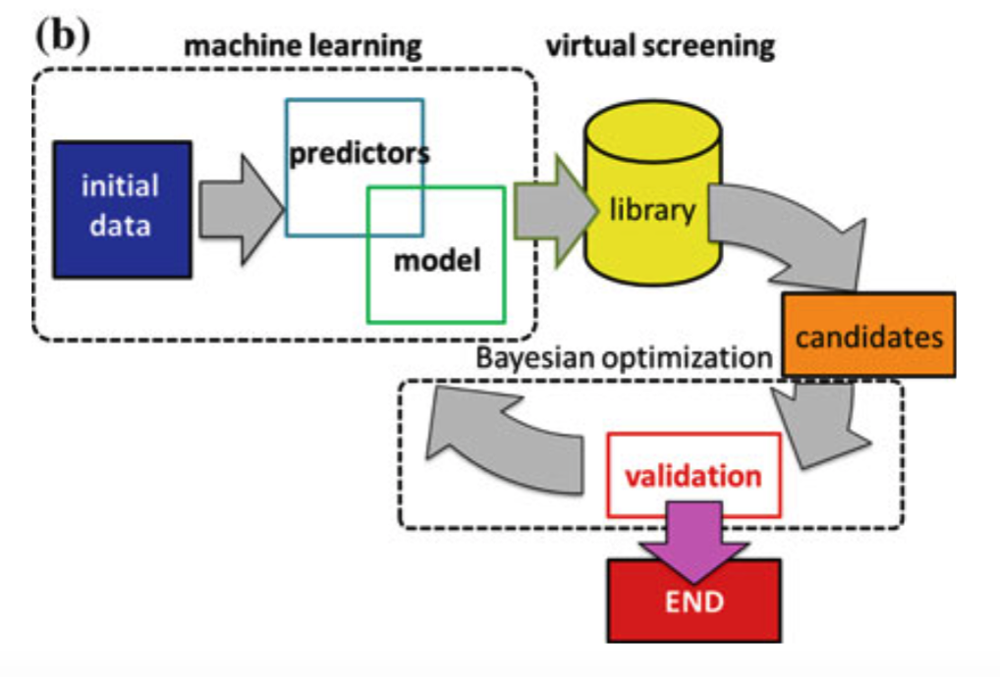 (b)
machine learning
virtual screening
initial
data
predictors
model
library
candidates
Bayesian optimization
validation
END